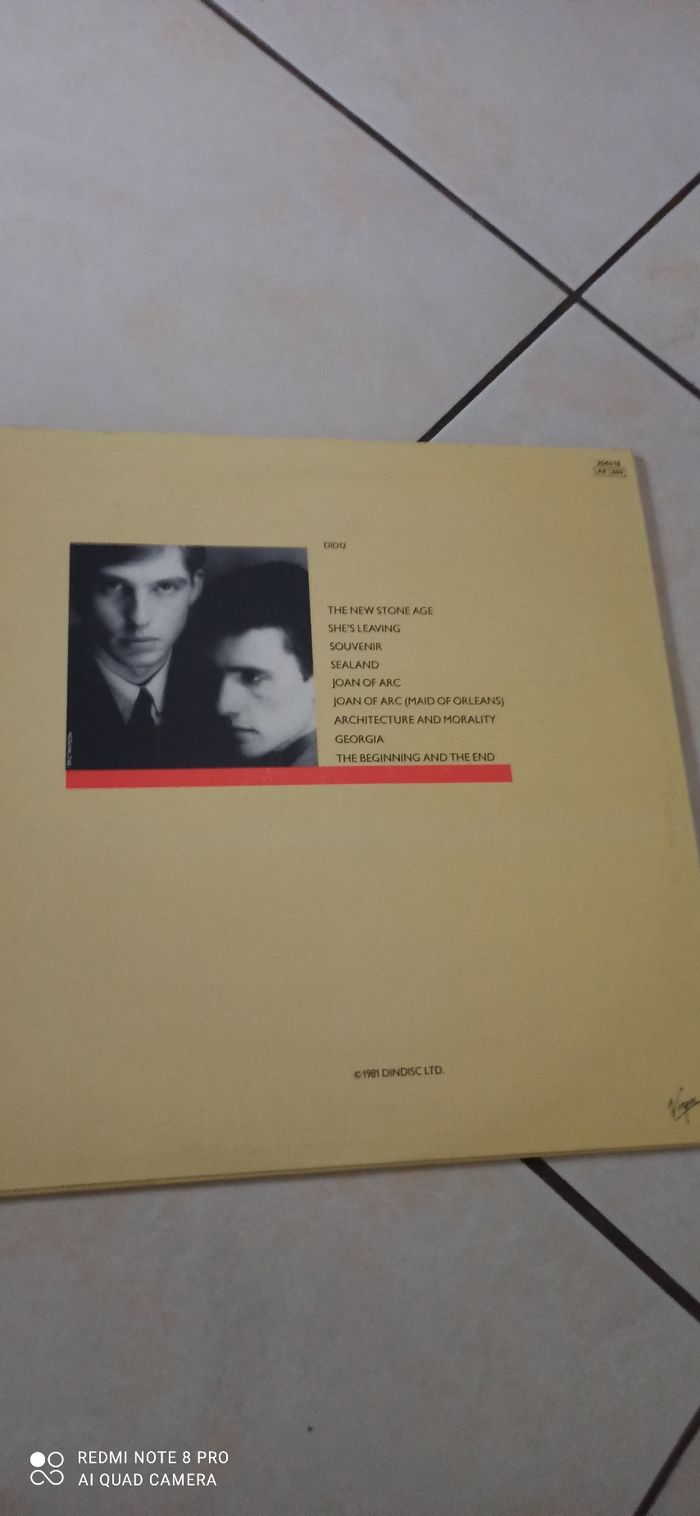 DID12
THE NEW STONE AGE
SHE'S LEAVING
SOUVENIR
SEALAND
JOAN OF ARC
JOAN OF ARC (MAID OF ORLEANS)
ARCHITECTURE AND MORALITY
GEORGIA
THE BEGINNING AND THE END
©1981 DINDISC LTD.
Virgin
REDMI NOTE 8 PRO
AI QUAD CAMERA